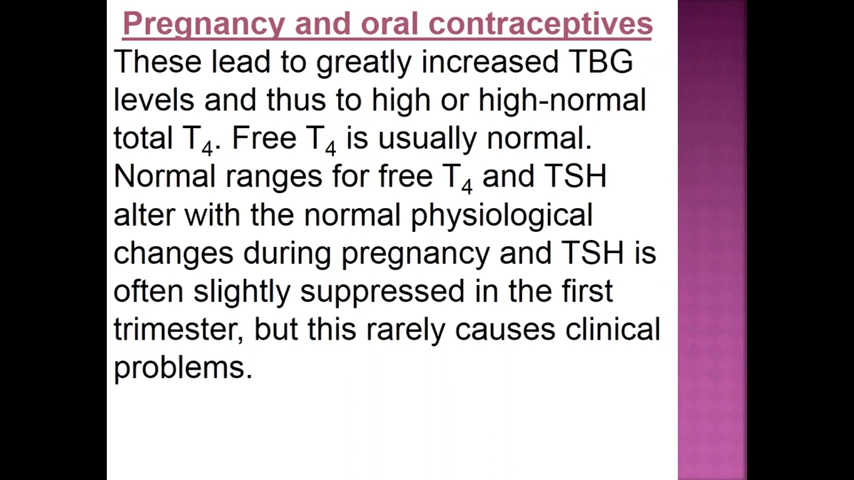 Pregnancy and oral contraceptives
These lead to greatly increased TBG
levels and thus to high or high-normal
total T₄. Free T₄ is usually normal.
Normal ranges for free T₄ and TSH
alter with the normal physiological
changes during pregnancy and TSH is
often slightly suppressed in the first
trimester, but this rarely causes clinical
problems.